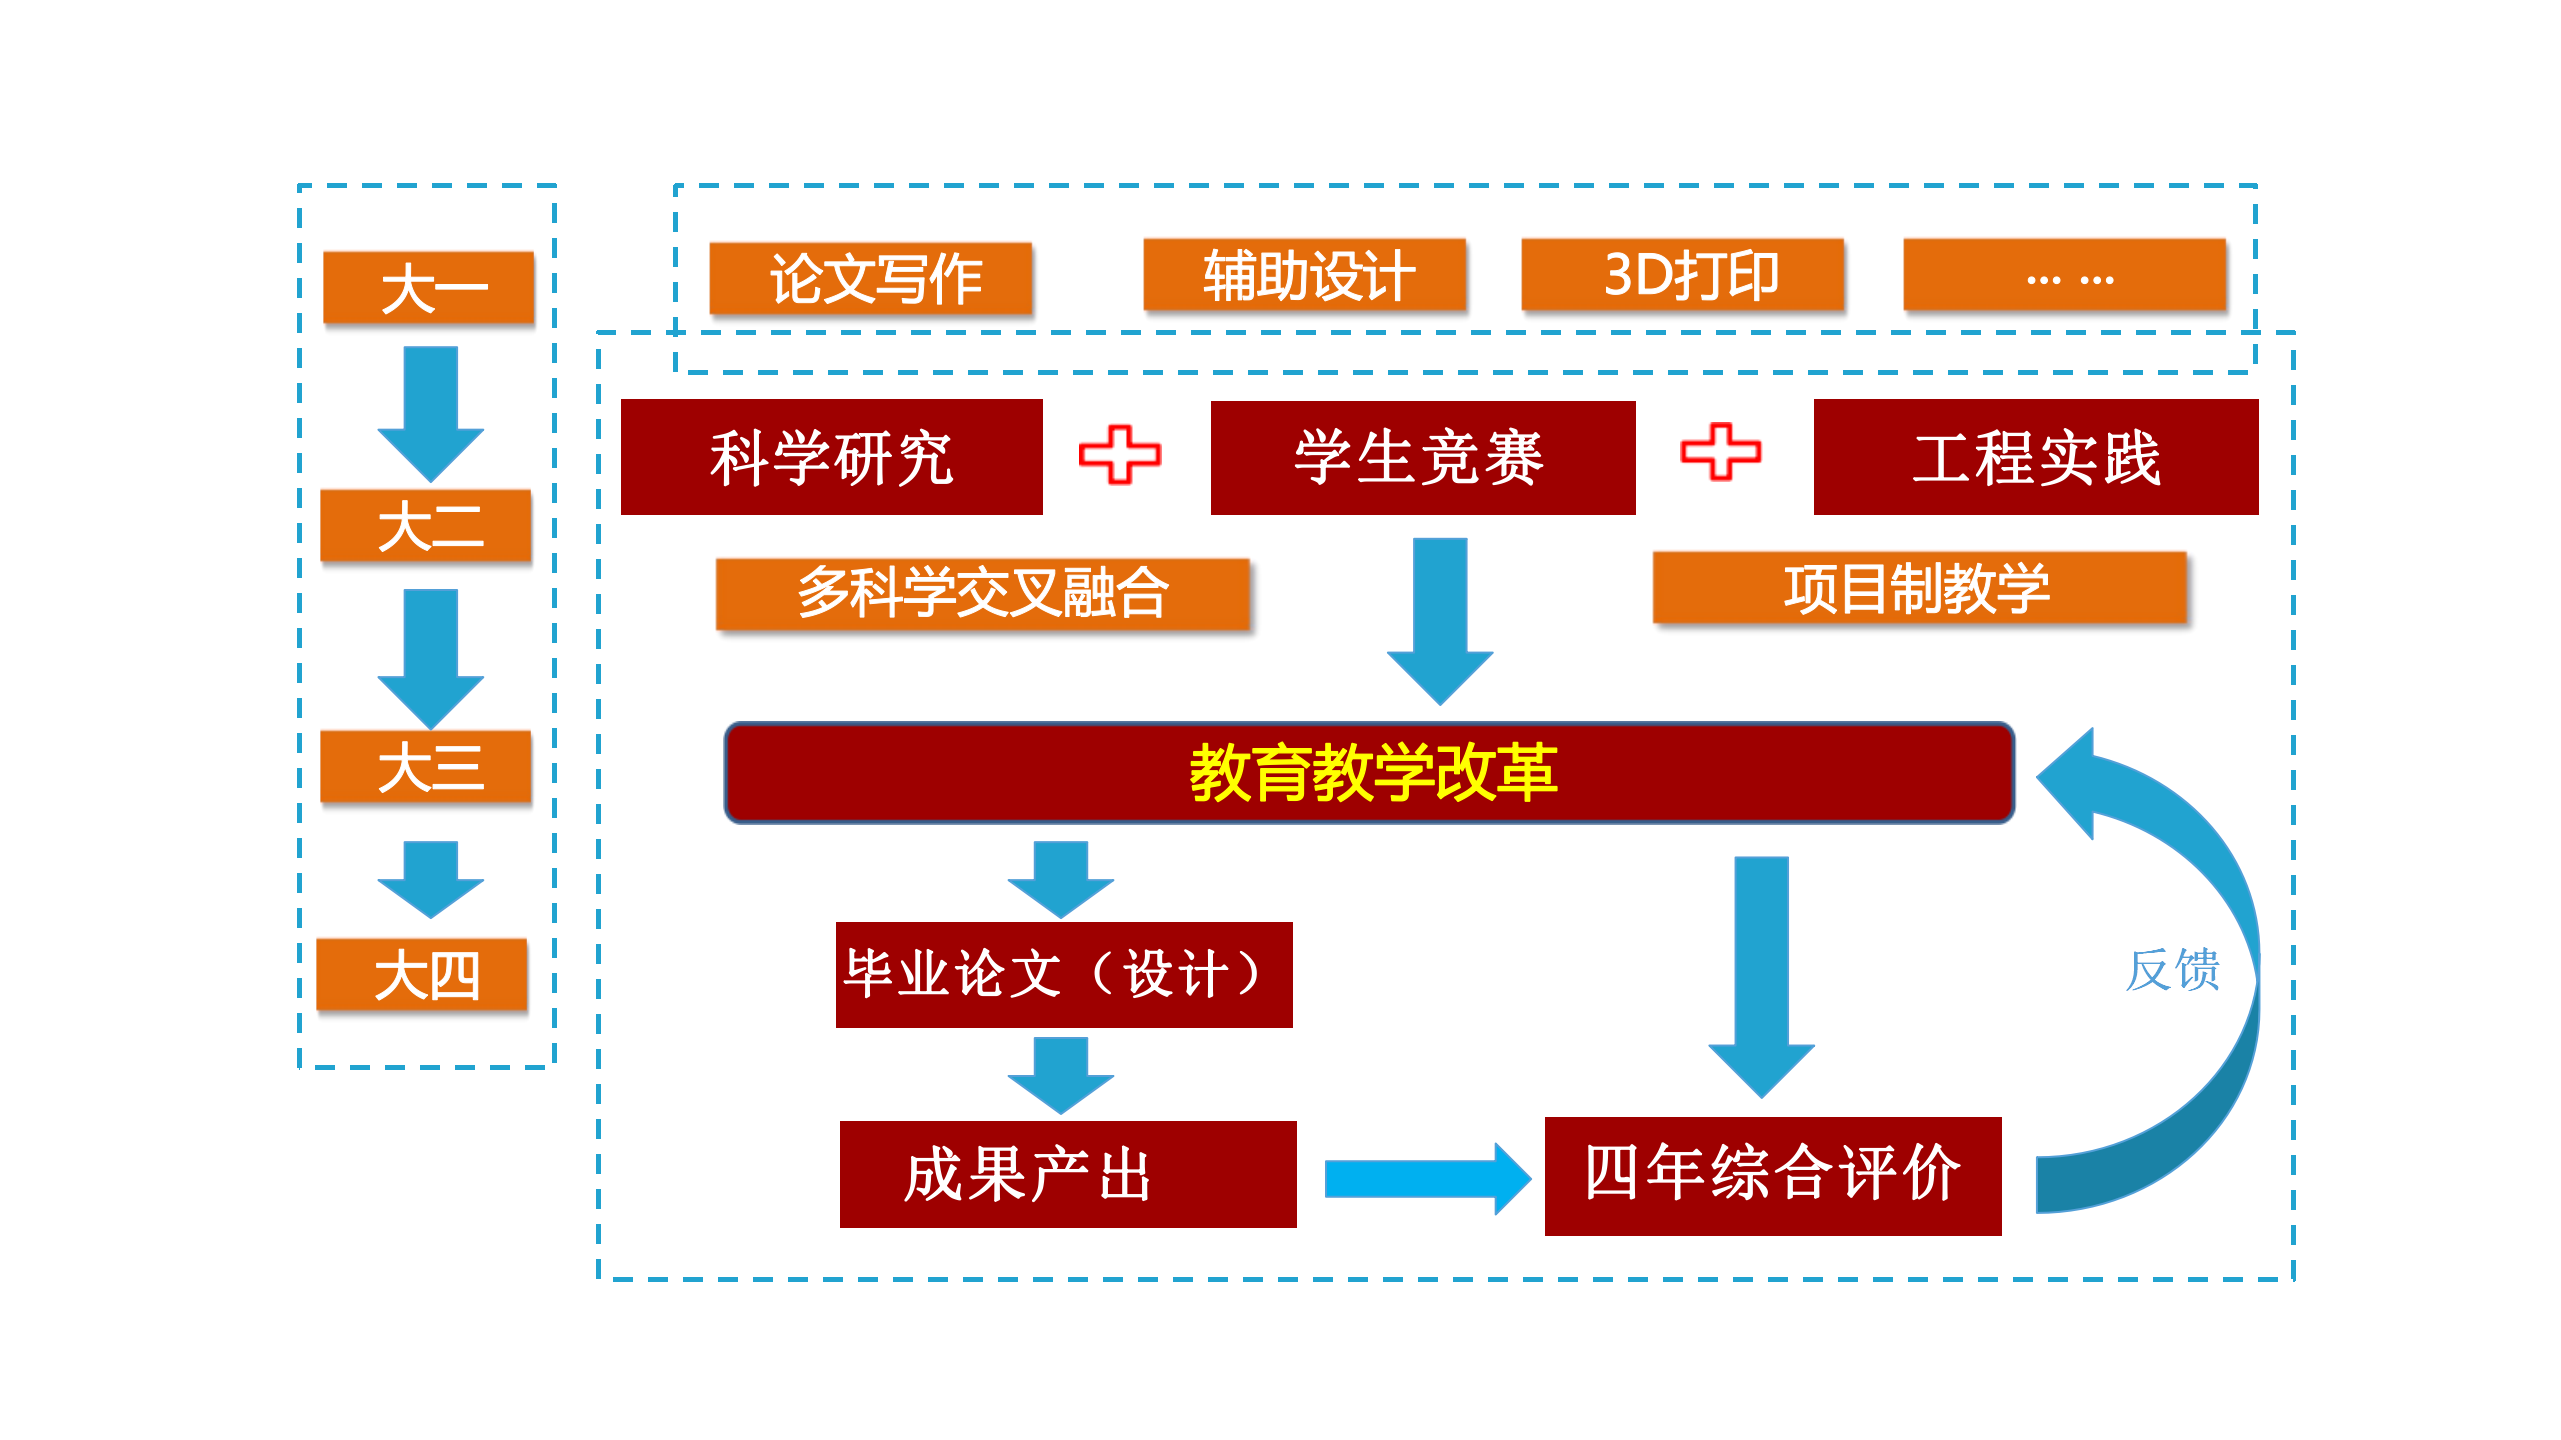 大一
大二
大三
大四
论文写作
辅助设计
3D打印
... ...
科学研究
学生竞赛
工程实践
多科学交叉融合
项目制教学
教育教学改革
毕业论文（设计）
反馈
成果产出
四年综合评价